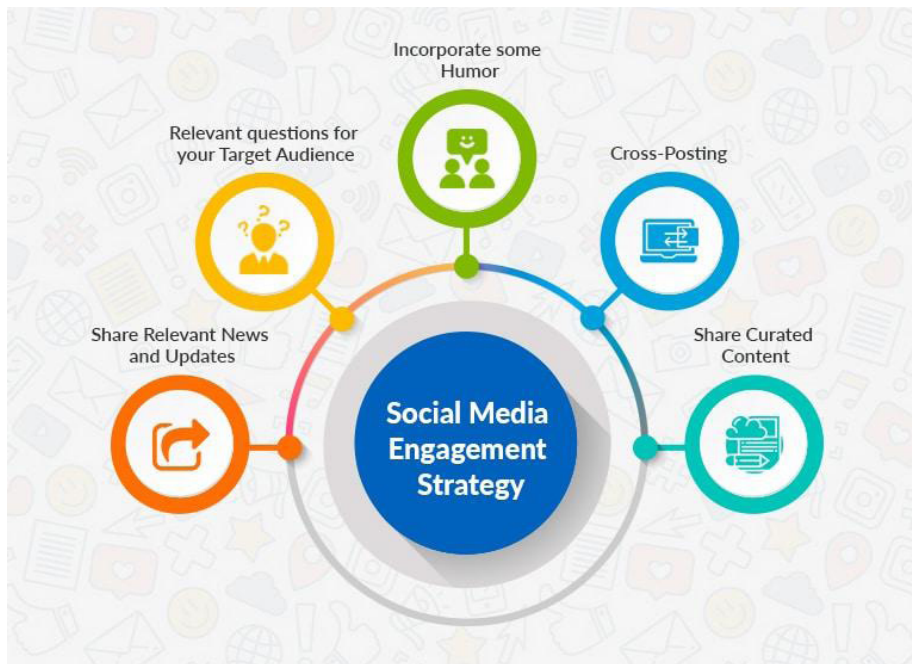 Incorporate some
Humor
Relevant questions for
your Target Audience
Cross-Posting
Share Relevant News
and Updates
Share Curated
Content
Social Media
Engagement
Strategy